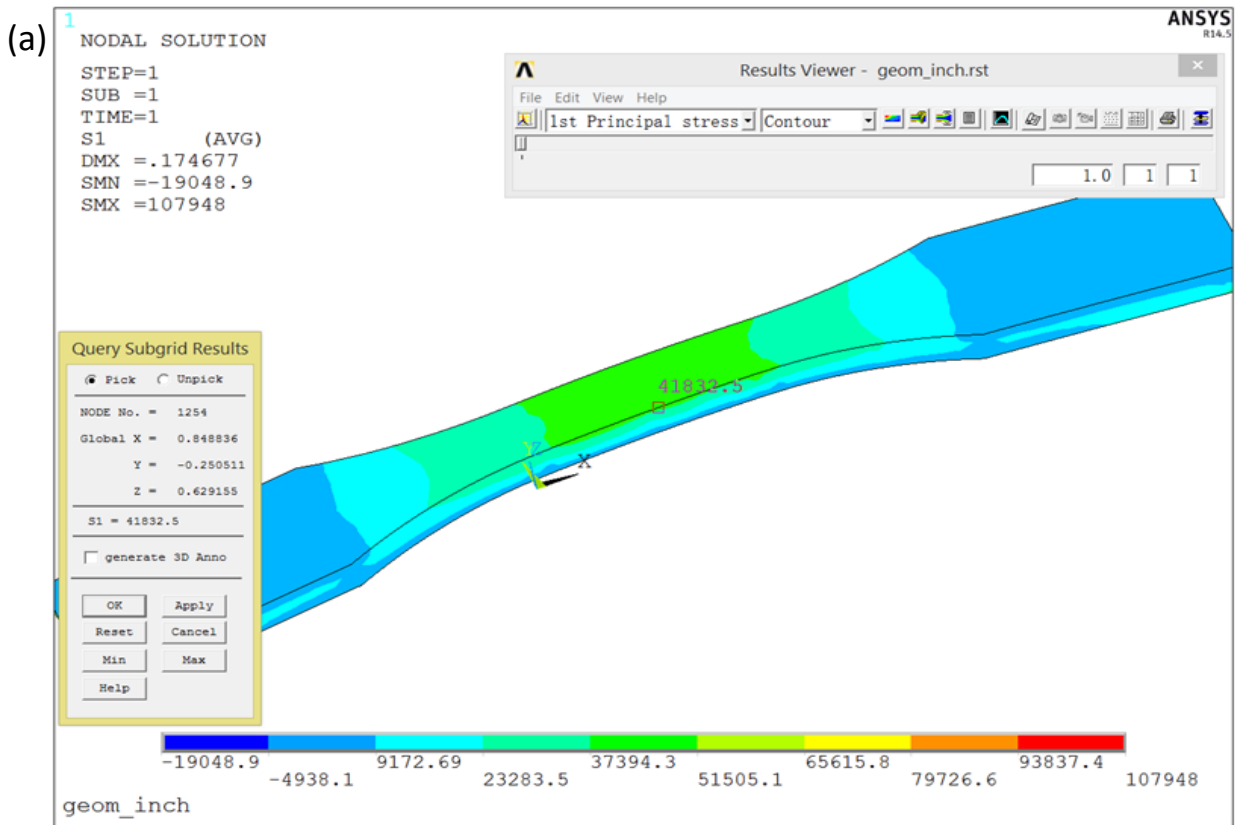 (a)
1
ANSYS
R14.5
NODAL SOLUTION
STEP=1
SUB =1
TIME=1
S1 (AVG)
DMX =.174677
SMN =-19048.9
SMX =107948
Results Viewer - geom_inch.rst
File Edit View Help
1st Principal stress Contour
1.0 1 1
41832.5
YZ
X
Query Subgrid Results
Pick Unpick
NODE No. = 1254
Global X = 0.848836
Y = -0.250511
Z = 0.629155
S1 = 41832.5
generate 3D Anno
OK Apply
Reset Cancel
Min Max
Help
-19048.9 9172.69 37394.3 65615.8 93837.4
-4938.1 23283.5 51505.1 79726.6 107948
geom_inch